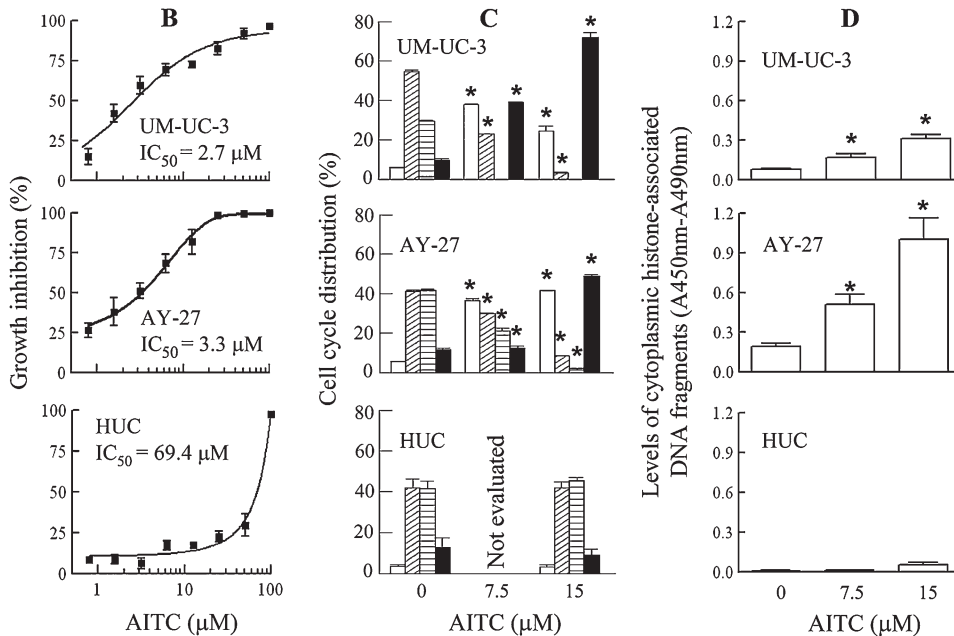 B
Growth inhibition (%)
100
75
50
25
0
UM-UC-3
IC50 = 2.7 µM
100
75
50
25
0
AY-27
IC50 = 3.3 µM
100
75
50
25
0
HUC
IC50 = 69.4 µM
1 10 100
AITC (µM)
C
Cell cycle distribution (%)
80
60
40
20
0
UM-UC-3
* * * * * *
80
60
40
20
0
AY-27
* * * * * * * *
80
60
40
20
0
HUC
Not evaluated
0 7.5 15
AITC (µM)
D
Levels of cytoplasmic histone-associated
DNA fragments (A450nm-A490nm)
1.2
0.9
0.6
0.3
0.0
UM-UC-3
* *
1.2
0.9
0.6
0.3
0.0
AY-27
* *
1.2
0.9
0.6
0.3
0.0
HUC
0 7.5 15
AITC (µM)